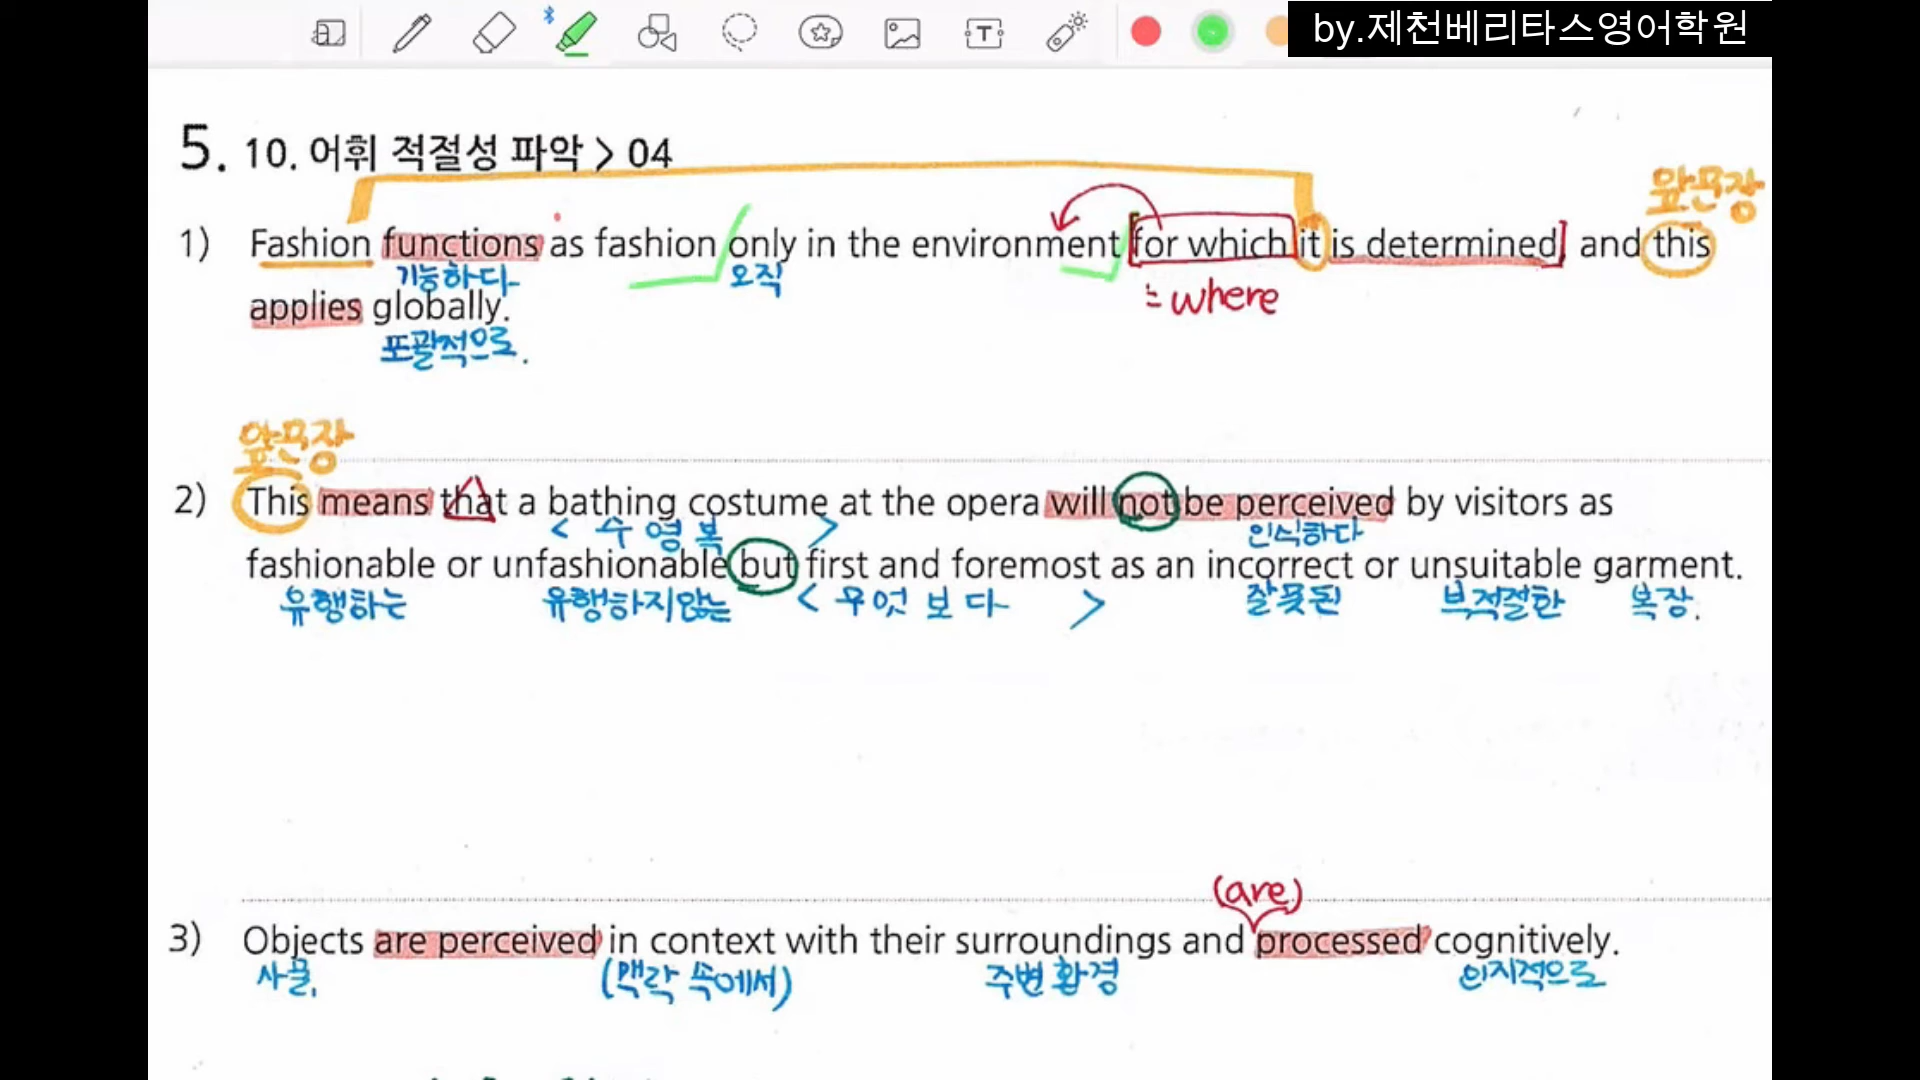 by.제천베리타스영어학원
5. 10. 어휘 적절성 파악 > 04
앞문장
1) Fashion functions as fashion only in the environment for which it is determined, and this
기능하다 오직 = where
applies globally.
포괄적으로.
앞문장
2) This means that a bathing costume at the opera will not be perceived by visitors as
< 수영복 > 인식하다
fashionable or unfashionable but first and foremost as an incorrect or unsuitable garment.
유행하는 유행하지않는 < 무엇보다 > 잘못된 부적절한 복장.
(are)
3) Objects are perceived in context with their surroundings and processed cognitively.
사물, (맥락 속에서) 주변 환경 인지적으로